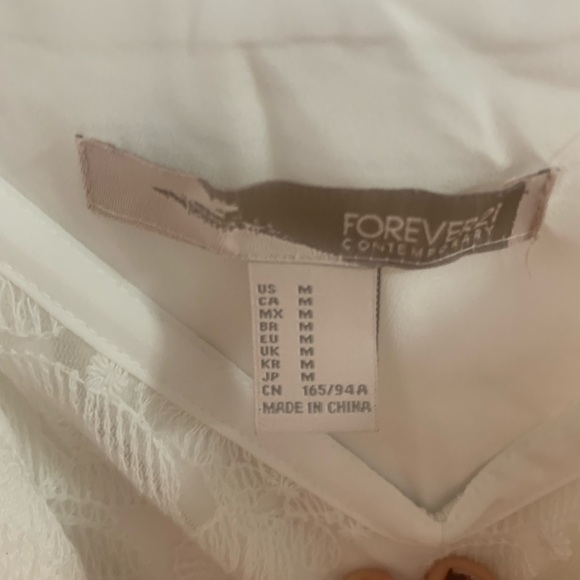 FOREVER21
CONTEMPORARY
US M
CA M
MX M
BR M
EU M
UK M
KR M
JP M
CN 165/94A
MADE IN CHINA